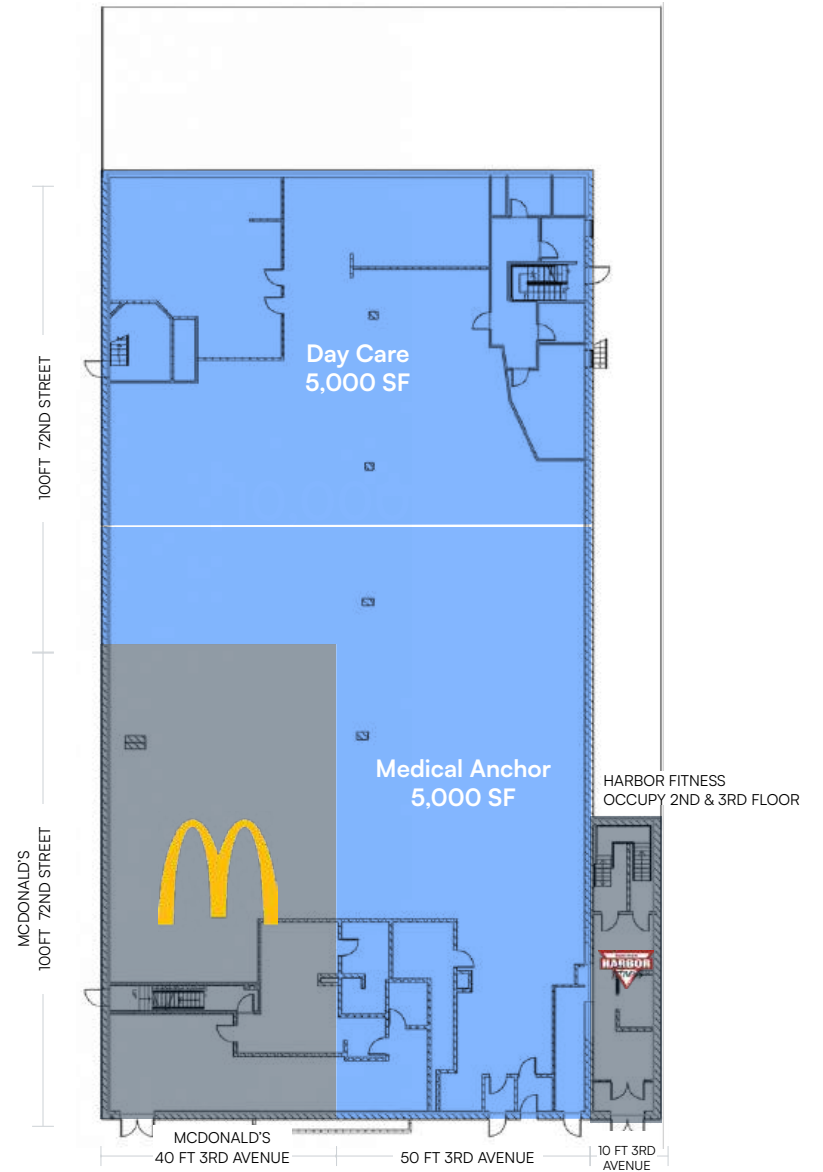 100FT 72ND STREET
Day Care
5,000 SF
Medical Anchor
5,000 SF
HARBOR FITNESS
OCCUPY 2ND & 3RD FLOOR
MCDONALD'S
100FT 72ND STREET
HARBOR
MCDONALD'S
40 FT 3RD AVENUE
50 FT 3RD AVENUE
10 FT 3RD
AVENUE